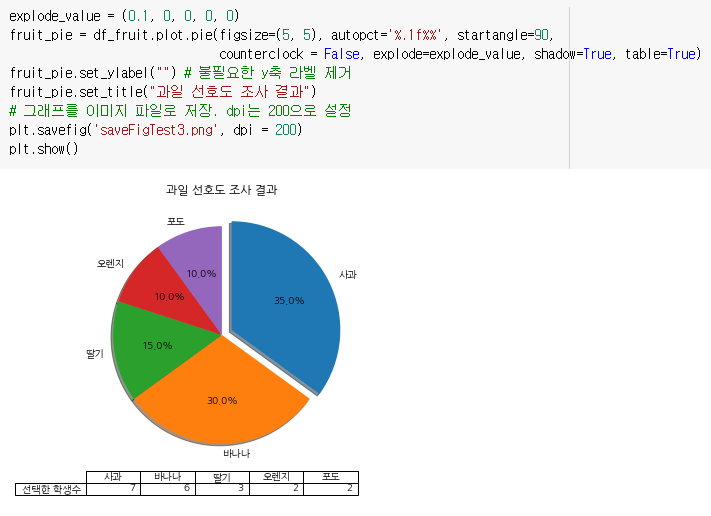 explode_value = (0.1, 0, 0, 0, 0)
fruit_pie = df_fruit.plot.pie(figsize=(5, 5), autopct='%.1f%%', startangle=90,
counterclock = False, explode=explode_value, shadow=True, table=True)
fruit_pie.set_ylabel("") # 불필요한 y축 라벨 제거
fruit_pie.set_title("과일 선호도 조사 결과")
# 그래프를 이미지 파일로 저장. dpi는 200으로 설정
plt.savefig('saveFigTest3.png', dpi = 200)
plt.show()
과일 선호도 조사 결과
포도
오렌지
사과
10.0%
35.0%
10.0%
15.0%
딸기
30.0%
바나나
사과 바나나 딸기 오렌지 포도
선택한 학생수 7 6 3 2 2